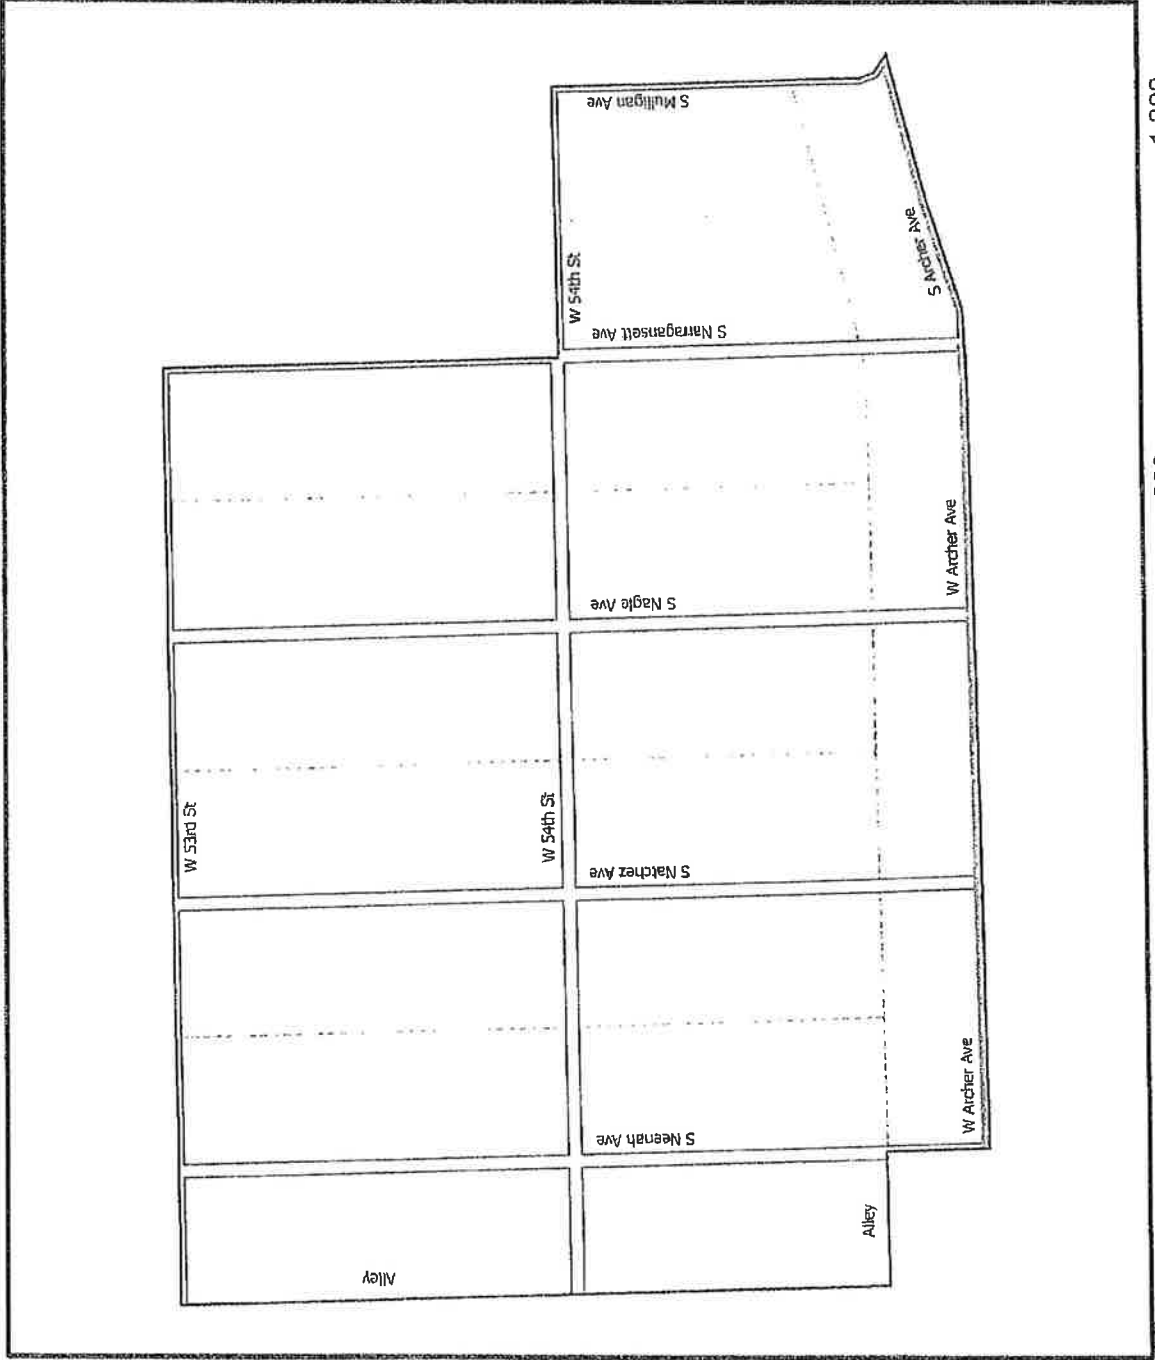 S Mulligan Ave
W 54th St
S Narragansett Ave
S Archer Ave
W Archer Ave
S Nagle Ave
W 53rd St
W 54th St
S Natchez Ave
W Archer Ave
S Neenah Ave
Alley
Alley